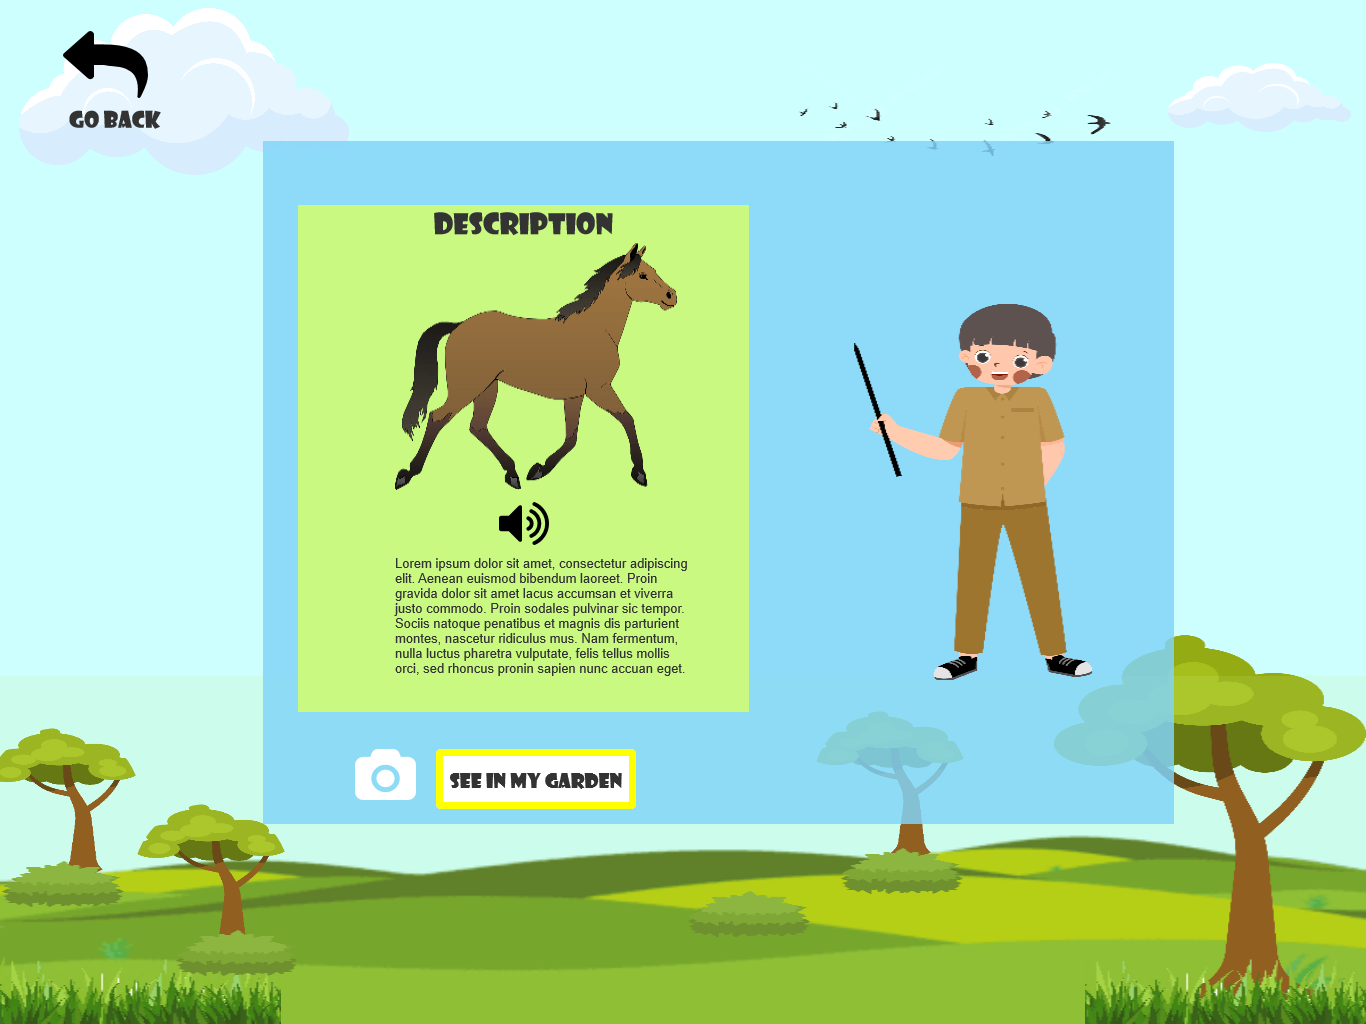 GO BACK
DESCRIPTION
Lorem ipsum dolor sit amet, consectetur adipiscing
elit. Aenean euismod bibendum laoreet. Proin
gravida dolor sit amet lacus accumsan et viverra
justo commodo. Proin sodales pulvinar sic tempor.
Sociis natoque penatibus et magnis dis parturient
montes, nascetur ridiculus mus. Nam fermentum,
nulla luctus pharetra vulputate, felis tellus mollis
orci, sed rhoncus pronin sapien nunc accuan eget.
SEE IN MY GARDEN